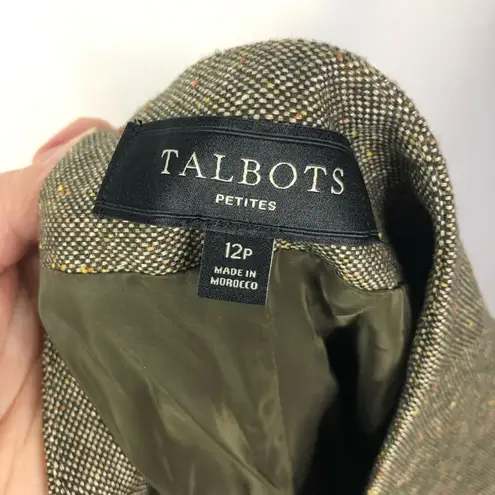 TALBOTS
PETITES
12P
MADE IN
MOROCCO